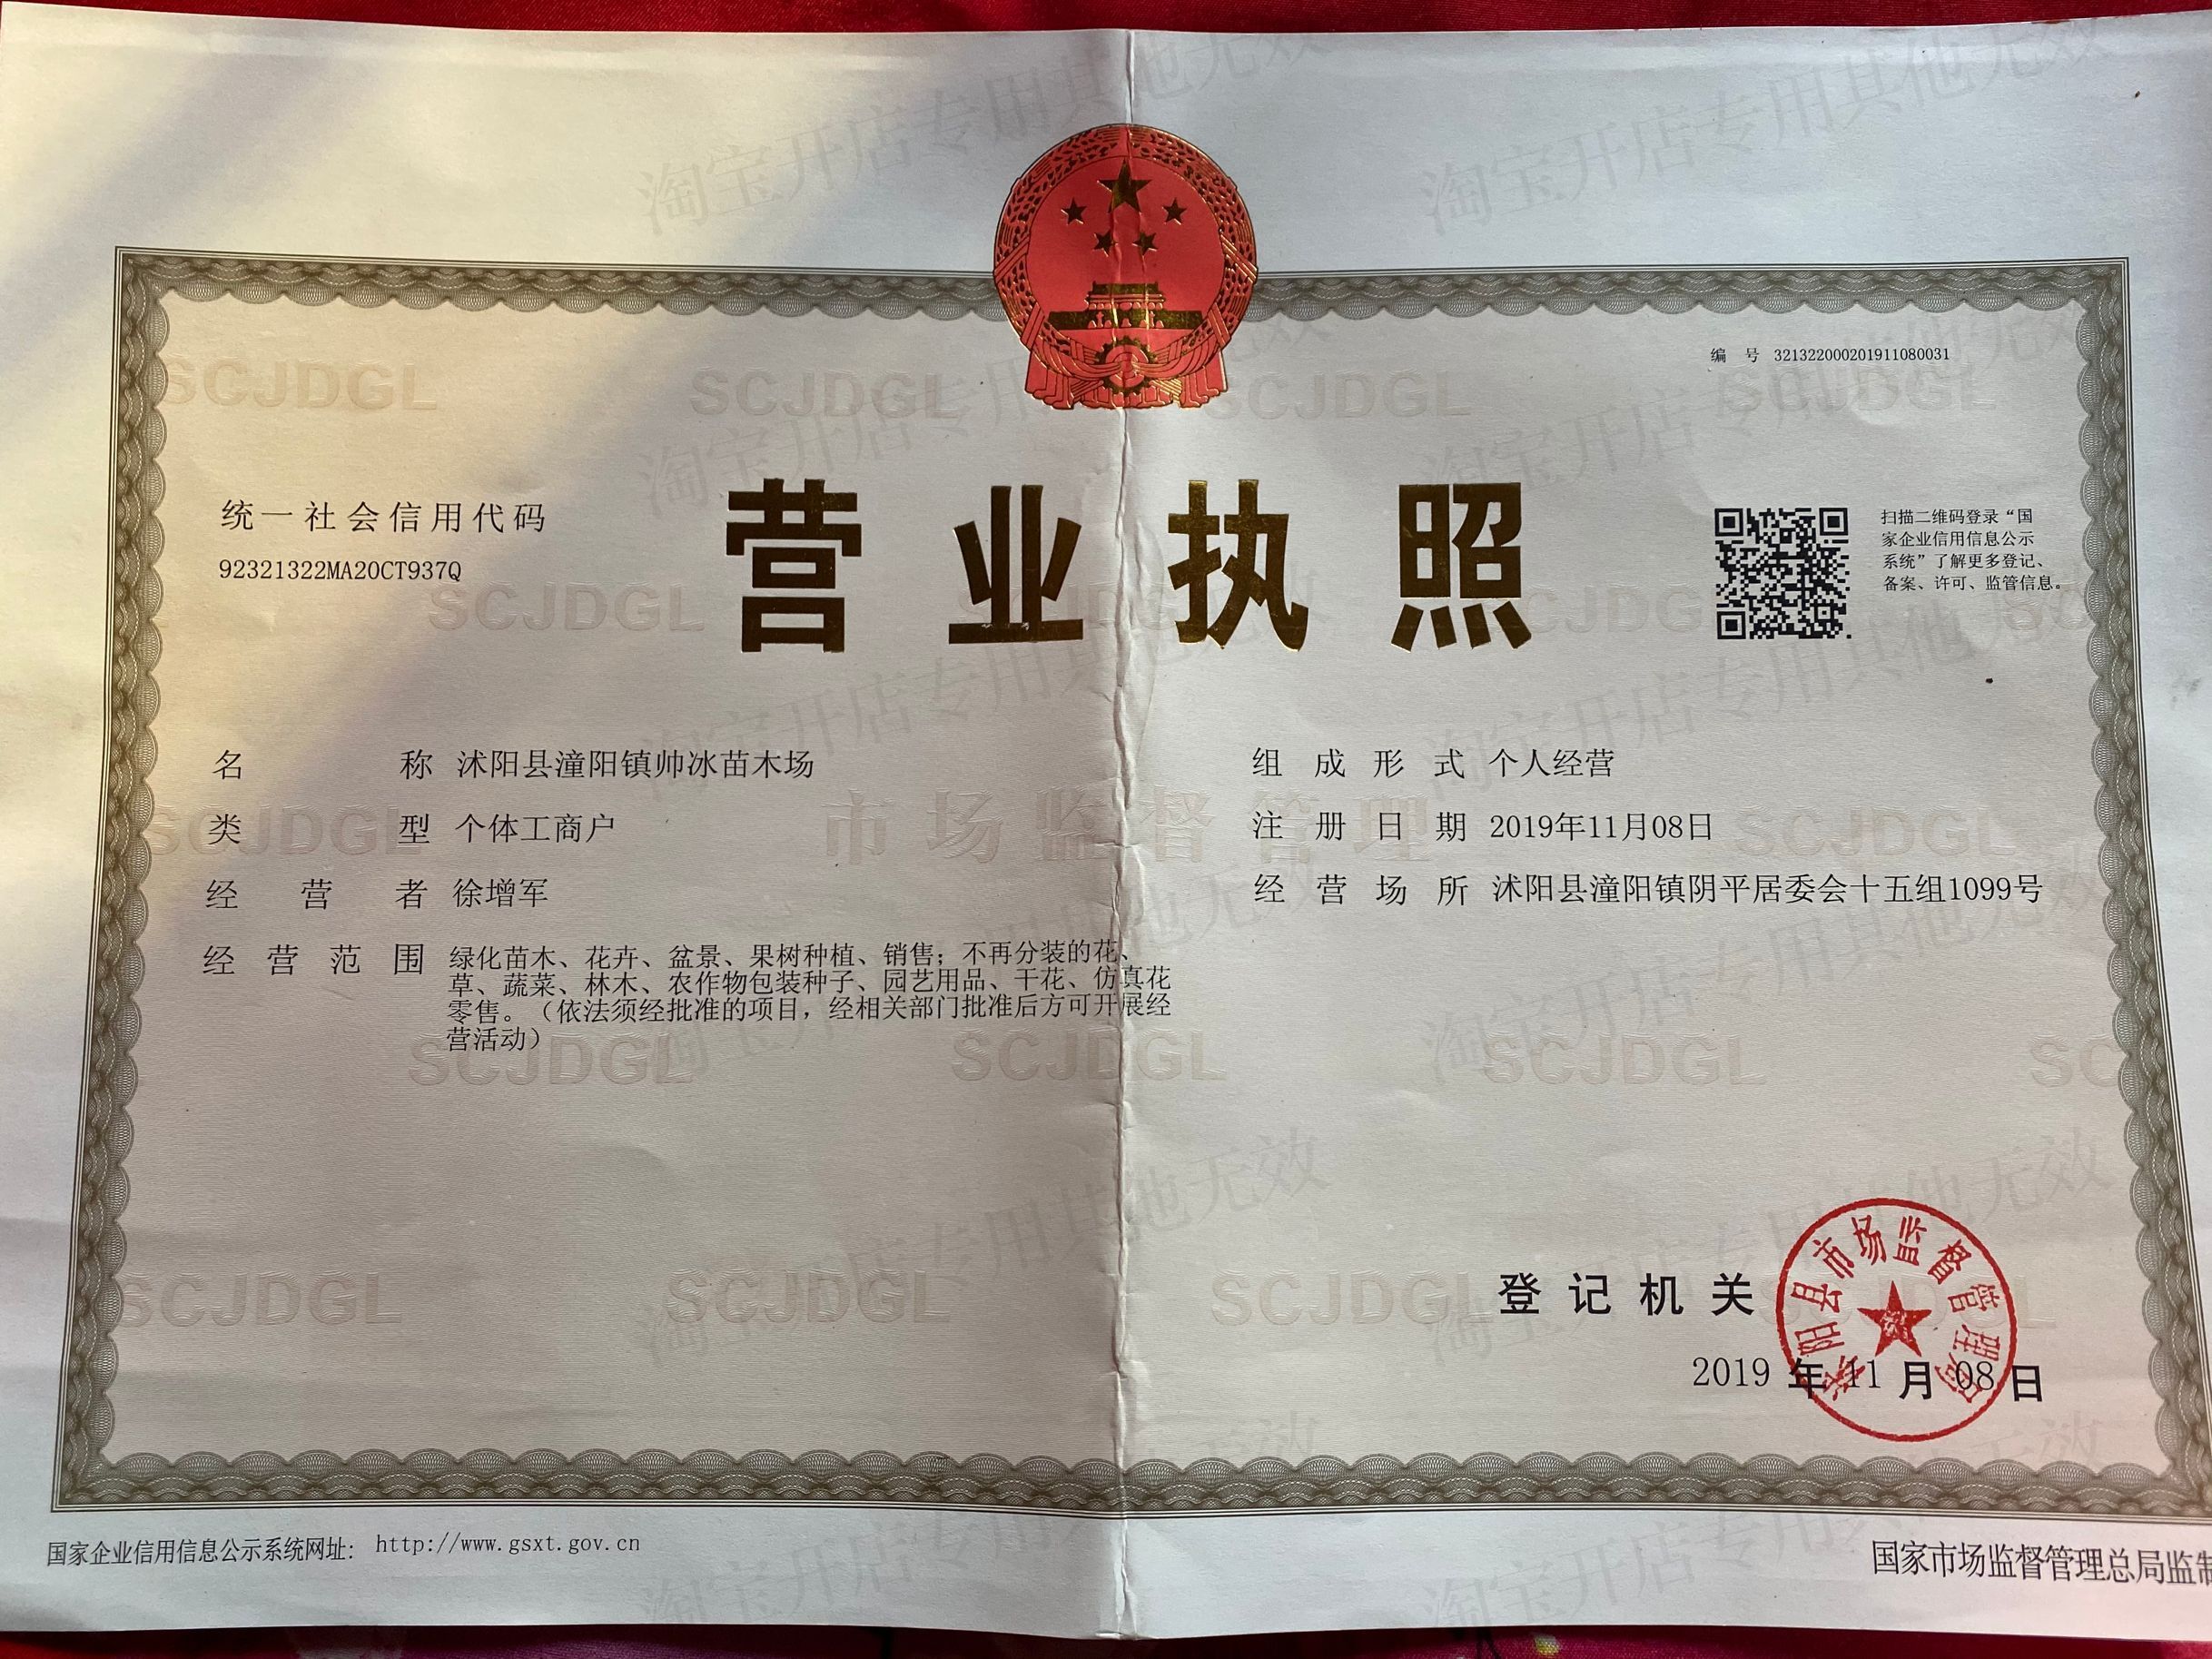 编 号 321322000201911080031
统一社会信用代码
92321322MA20CT937Q
营业执照
扫描二维码登录“国
家企业信用信息公示
系统”了解更多登记、
备案、许可、监管信息。
名 称 沭阳县潼阳镇帅冰苗木场
类 型 个体工商户
经 营 者 徐增军
经 营 范 围 绿化苗木、花卉、盆景、果树种植、销售；不再分装的花、
草、蔬菜、林木、农作物包装种子、园艺用品、干花、仿真花
零售。（依法须经批准的项目，经相关部门批准后方可开展经
营活动）
组 成 形 式 个人经营
注 册 日 期 2019年11月08日
经 营 场 所 沭阳县潼阳镇阴平居委会十五组1099号
市场监督管理
SCJDGL
淘宝开店专用其他无效
登 记 机 关
沭阳县市场监督管理局
2019 年 11 月 08 日
国家企业信用信息公示系统网址： http://www.gsxt.gov.cn
国家市场监督管理总局监制